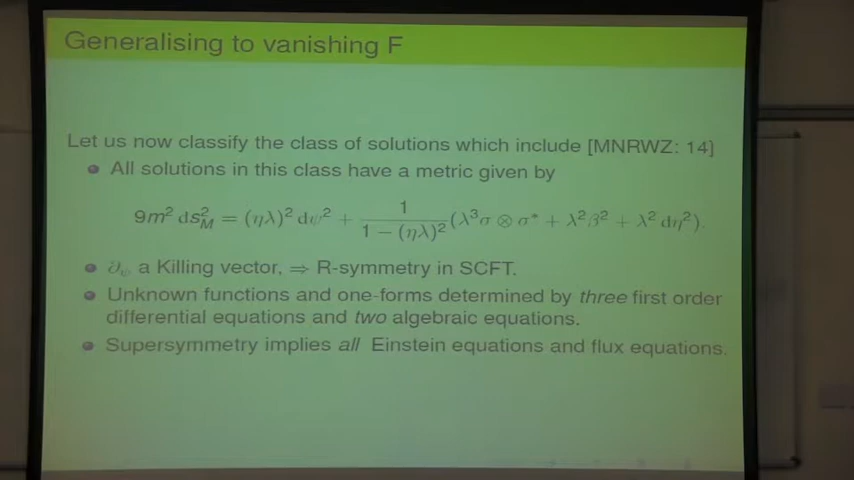 Generalising to vanishing F
Let us now classify the class of solutions which include [MNRWZ: 14]
All solutions in this class have a metric given by
9m² ds²_M = (ηλ)² dψ² + 1/(1 − (ηλ)²) (λ³σ ⊗ σ* + λ²β² + λ² dη²).
∂_ψ a Killing vector, ⇒ R-symmetry in SCFT.
Unknown functions and one-forms determined by three first order
differential equations and two algebraic equations.
Supersymmetry implies all Einstein equations and flux equations.